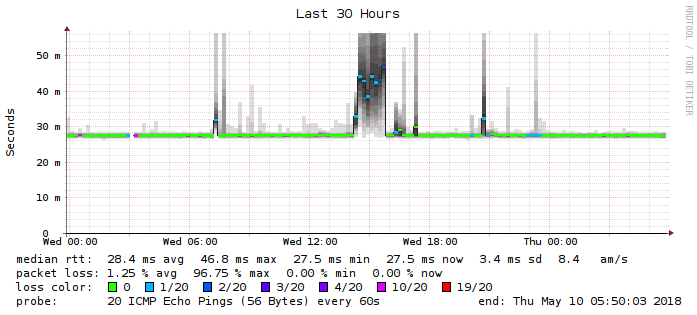 Last 30 Hours
RRDTOOL / TOBI OETIKER
Seconds
50 m
40 m
30 m
20 m
10 m
0
Wed 00:00 Wed 06:00 Wed 12:00 Wed 18:00 Thu 00:00
median rtt: 28.4 ms avg 46.8 ms max 27.5 ms min 27.5 ms now 3.4 ms sd 8.4 am/s
packet loss: 1.25 % avg 96.75 % max 0.00 % min 0.00 % now
loss color: 0 1/20 2/20 3/20 4/20 10/20 19/20
probe: 20 ICMP Echo Pings (56 Bytes) every 60s end: Thu May 10 05:50:03 2018